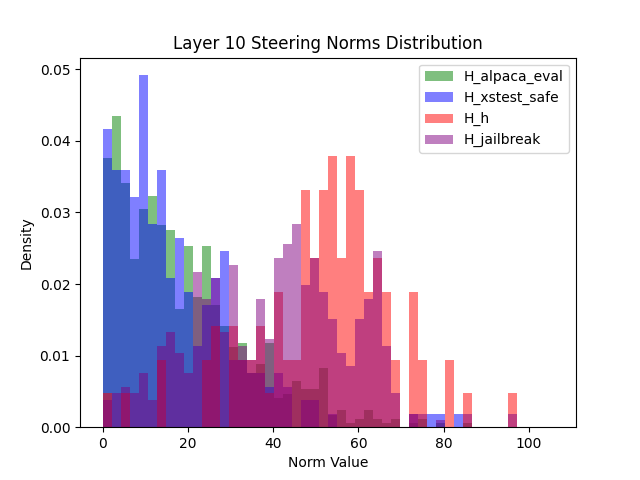 Layer 10 Steering Norms Distribution
H_alpaca_eval
H_xstest_safe
H_h
H_jailbreak
Density
0.05
0.04
0.03
0.02
0.01
0.00
0 20 40 60 80 100
Norm Value